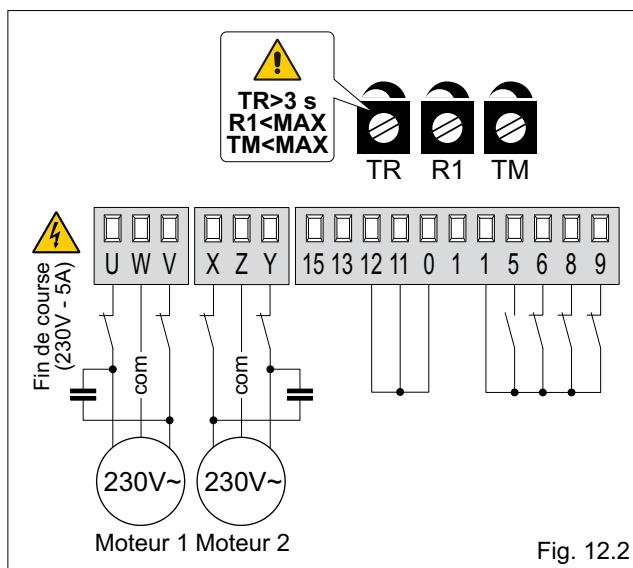 TR>3 s
R1<MAX
TM<MAX
TR R1 TM
U W V X Z Y 15 13 12 11 0 1 1 5 6 8 9
Fin de course
(230V - 5A)
com com
230V~ 230V~
Moteur 1 Moteur 2
Fig. 12.2